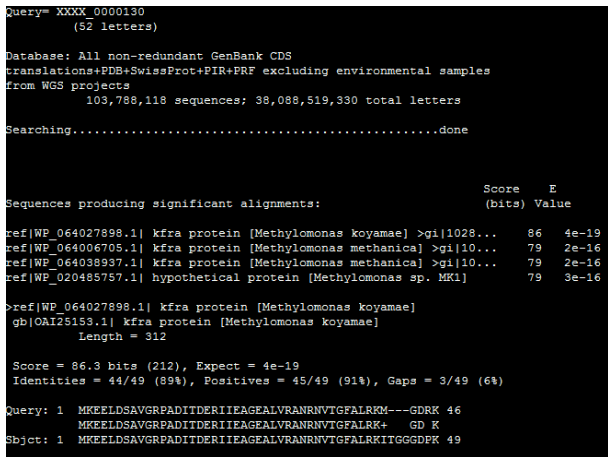 Query= XXXX_0000130
(52 letters)
Database: All non-redundant GenBank CDS
translations+PDB+SwissProt+PIR+PRF excluding environmental samples
from WGS projects
103,788,118 sequences; 38,088,519,330 total letters
Searching..................................................done
Score E
Sequences producing significant alignments: (bits) Value
ref|WP_064027898.1| kfra protein [Methylomonas koyamae] >gi|1028... 86 4e-19
ref|WP_064006705.1| kfra protein [Methylomonas methanica] >gi|10... 79 2e-16
ref|WP_064038937.1| kfra protein [Methylomonas methanica] >gi|10... 79 2e-16
ref|WP_020485757.1| hypothetical protein [Methylomonas sp. MK1] 79 3e-16
>ref|WP_064027898.1| kfra protein [Methylomonas koyamae]
gb|OAI25153.1| kfra protein [Methylomonas koyamae]
Length = 312
Score = 86.3 bits (212), Expect = 4e-19
Identities = 44/49 (89%), Positives = 45/49 (91%), Gaps = 3/49 (6%)
Query: 1 MKEELDSAVGRPADITDERIIEAGEALVRANRNVTGFALRKM---GDRK 46
MKEELDSAVGRPADITDERIIEAGEALVRANRNVTGFALRK+ GD K
Sbjct: 1 MKEELDSAVGRPADITDERIIEAGEALVRANRNVTGFALRKITGGGDPK 49